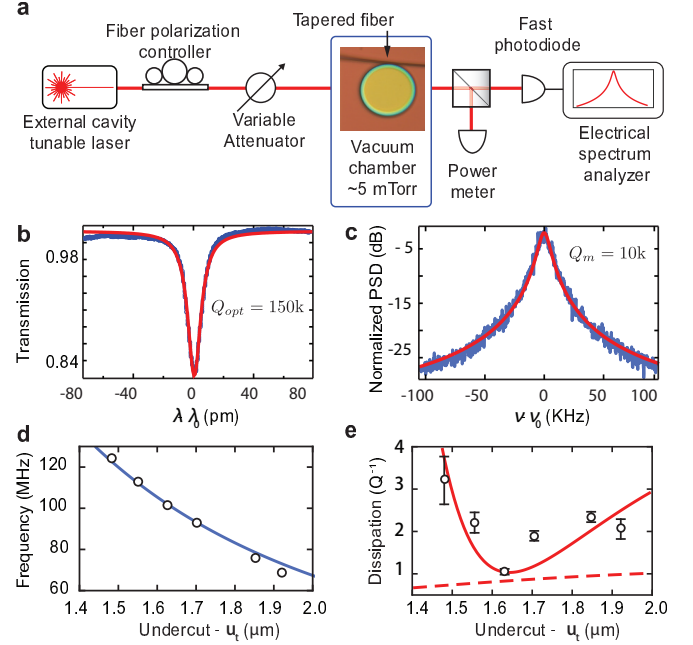 a
Tapered fiber
Fast
photodiode
Fiber polarization
controller
External cavity
tunable laser
Variable
Attenuator
Vacuum
chamber
~5 mTorr
Power
meter
Electrical
spectrum
analyzer
b
Transmission
0.98
0.84
Q_opt = 150k
-80
-40
0
40
80
λ λ₀ (pm)
c
Normalized PSD (dB)
- 5
-15
-25
Q_m = 10k
-100
-50
0
50
100
ν- ν₀ (KHz)
d
Frequency (MHz)
120
100
80
60
1.4
1.5
1.6
1.7
1.8
1.9
2.0
Undercut - u_t (μm)
e
Dissipation (Q⁻¹)
4
3
2
1
1.4
1.5
1.6
1.7
1.8
1.9
2.0
Undercut - u_t (μm)